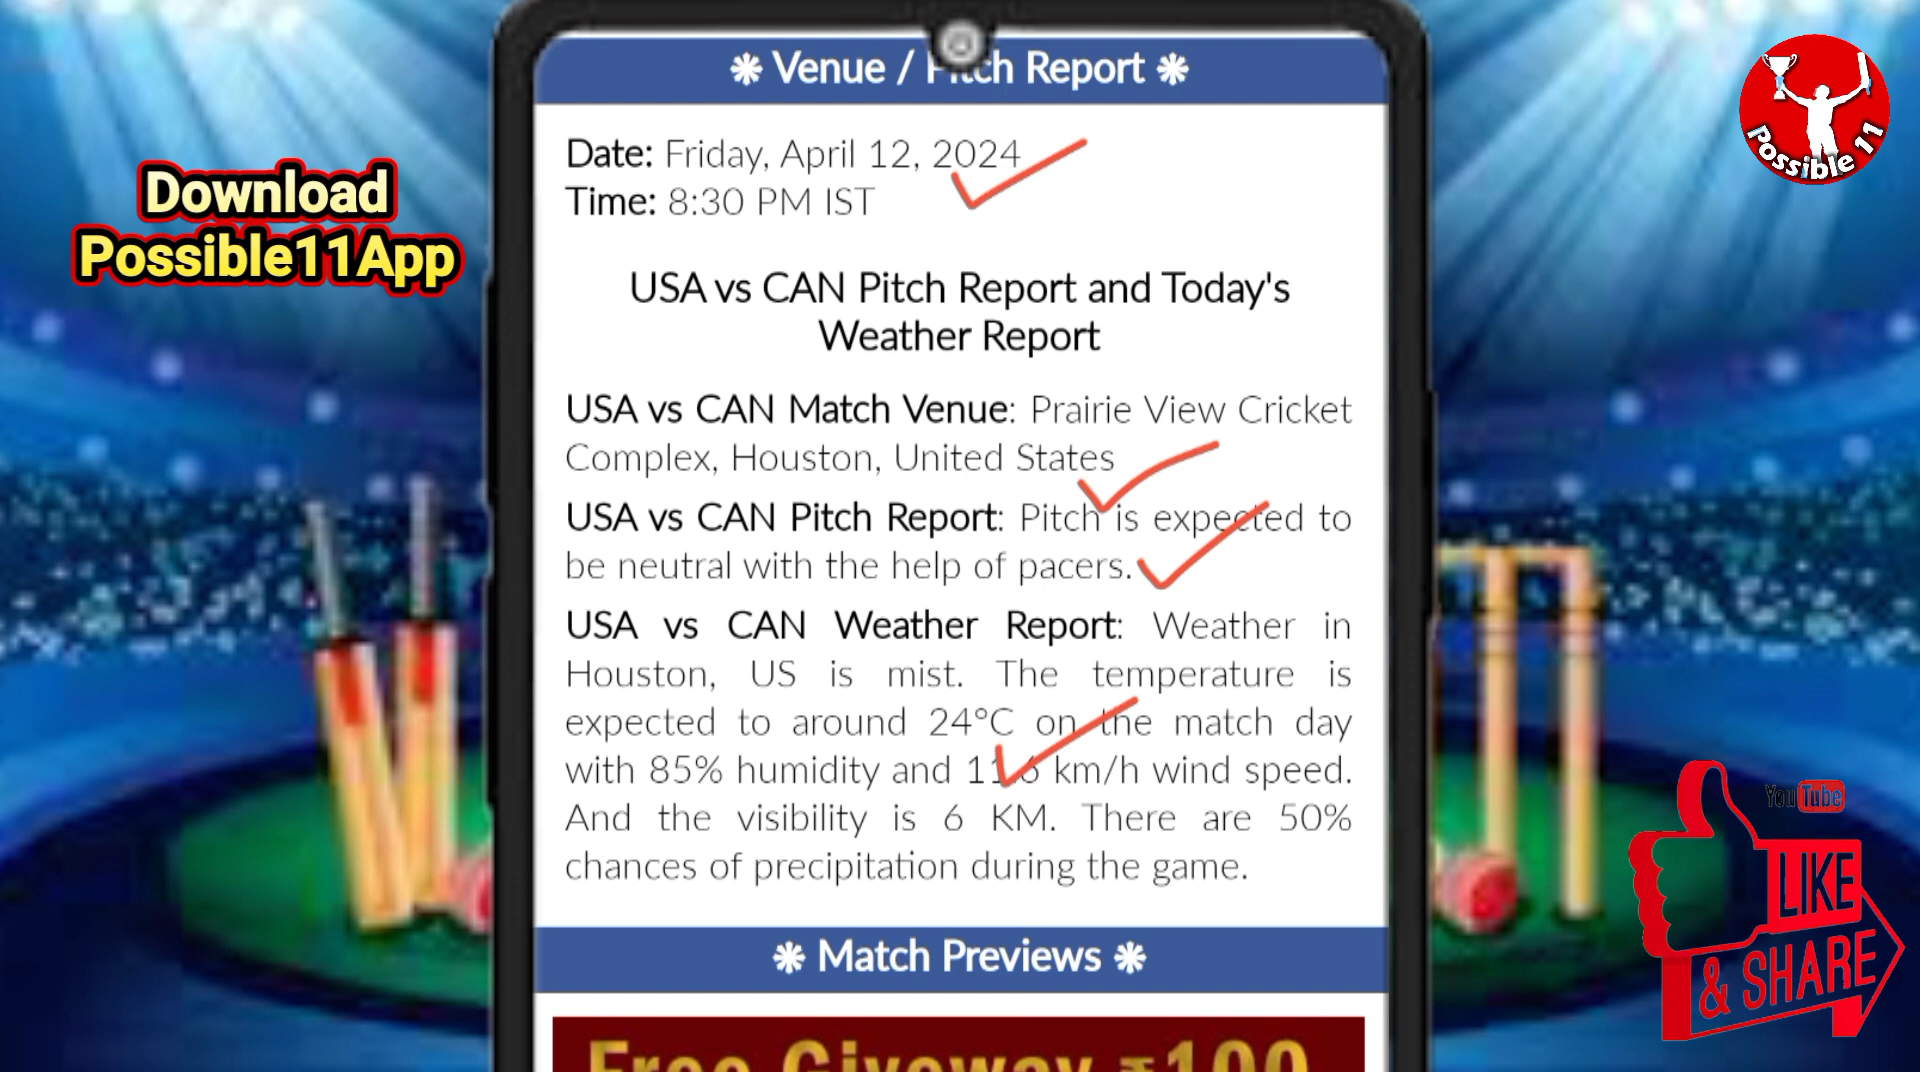 ❋ Venue / Pitch Report ❋
Date: Friday, April 12, 2024
Time: 8:30 PM IST
Possible 11
Download
Possible11App
USA vs CAN Pitch Report and Today's
Weather Report
USA vs CAN Match Venue: Prairie View Cricket
Complex, Houston, United States
USA vs CAN Pitch Report: Pitch is expected to
be neutral with the help of pacers.
USA vs CAN Weather Report: Weather in
Houston, US is mist. The temperature is
expected to around 24°C on the match day
with 85% humidity and km/h wind speed.
And the visibility is 6 KM. There are 50%
chances of precipitation during the game.
YouTube
LIKE
& SHARE
❋ Match Previews ❋
Free Giveway ₹100